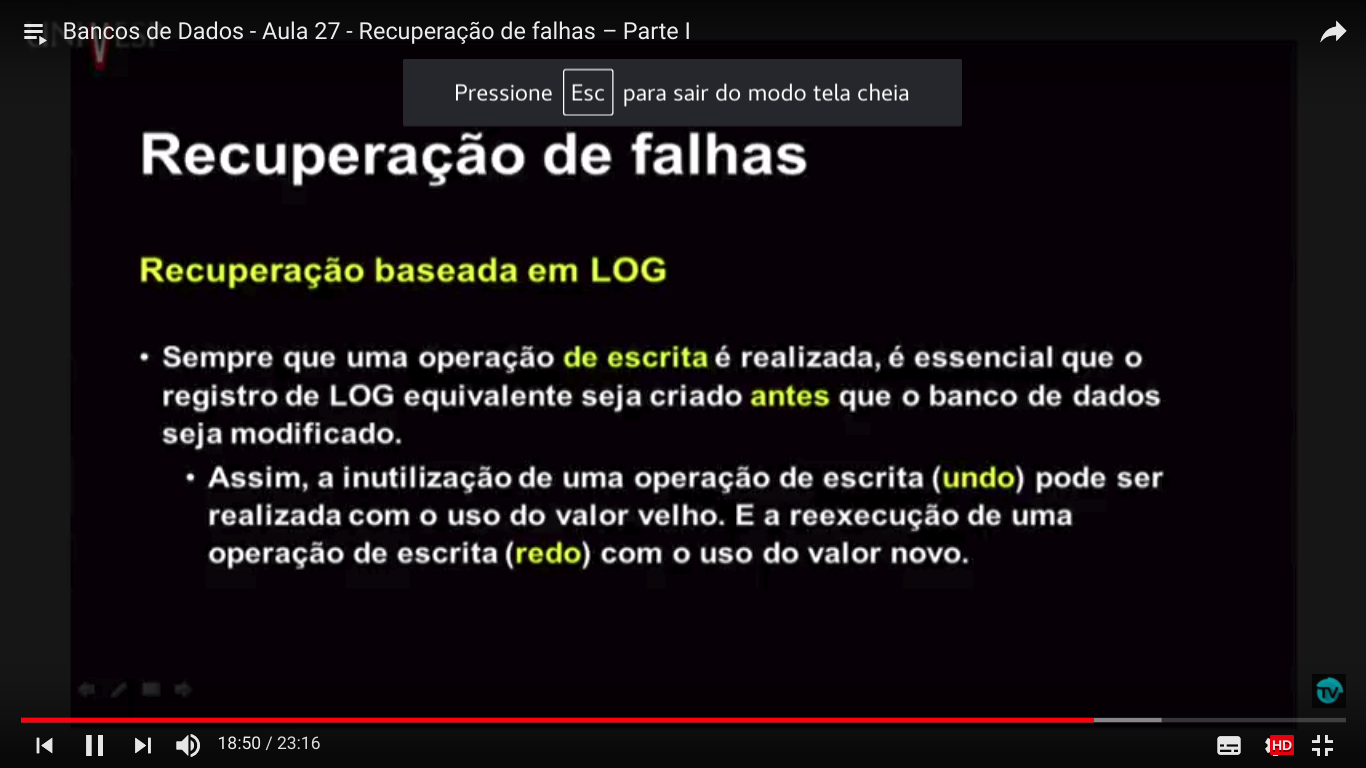 Bancos de Dados - Aula 27 - Recuperação de falhas – Parte I
Pressione Esc para sair do modo tela cheia
Recuperação de falhas
Recuperação baseada em LOG
• Sempre que uma operação de escrita é realizada, é essencial que o
registro de LOG equivalente seja criado antes que o banco de dados
seja modificado.
• Assim, a inutilização de uma operação de escrita (undo) pode ser
realizada com o uso do valor velho. E a reexecução de uma
operação de escrita (redo) com o uso do valor novo.
TV
18:50 / 23:16
HD